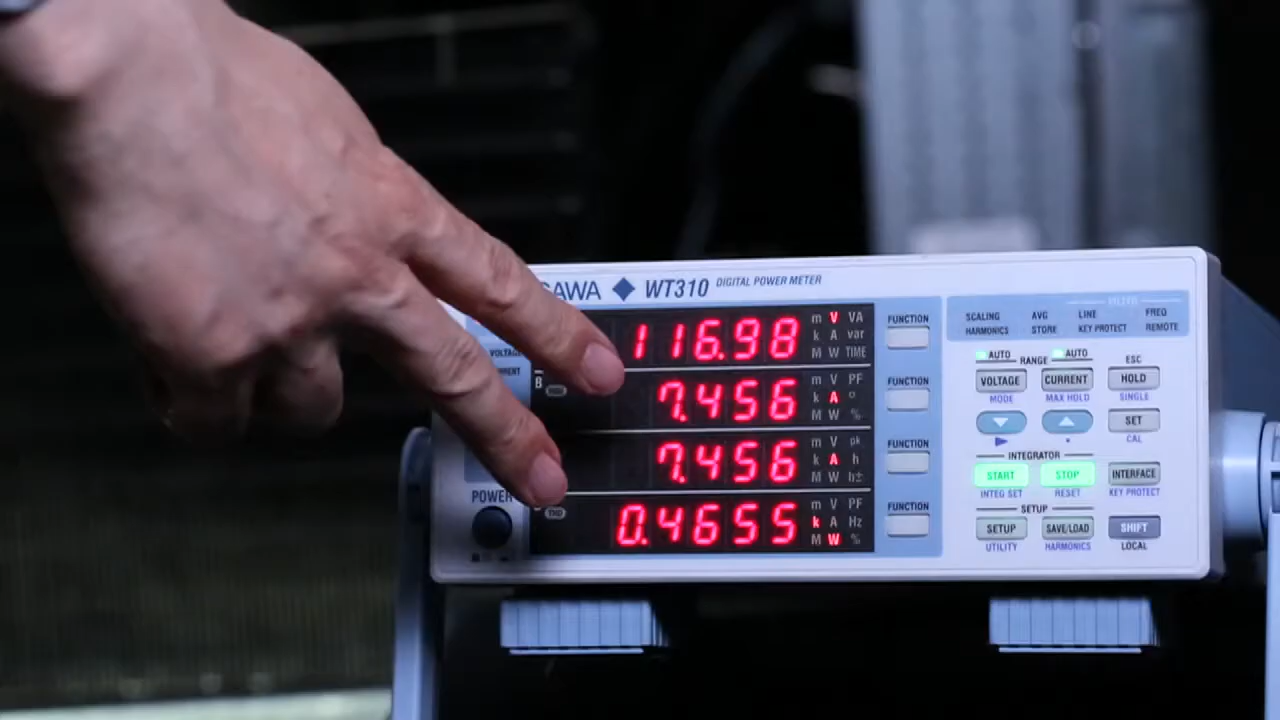 SAWA ◆ WT310 DIGITAL POWER METER
116.98 m V VA
k A var
M W TIME
FUNCTION
B
7.456 m V PF
k A °
M W %
FUNCTION
7.456 m V pk
k A h
M W h±
FUNCTION
0.4655 m V PF
k A Hz
M W %
FUNCTION
POWER
SCALING AVG LINE FREQ
HARMONICS STORE KEY PROTECT REMOTE
AUTO RANGE AUTO ESC
VOLTAGE CURRENT HOLD
MODE MAX HOLD SINGLE
SET
CAL
INTEGRATOR
START STOP INTERFACE
INTEG SET RESET KEY PROTECT
SETUP
SETUP SAVE/LOAD SHIFT
UTILITY HARMONICS LOCAL